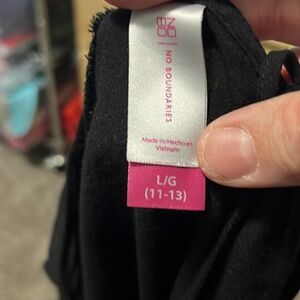 NO
BO
NO BOUNDARIES
Made in/Hecho en
Vietnam
L/G
(11-13)